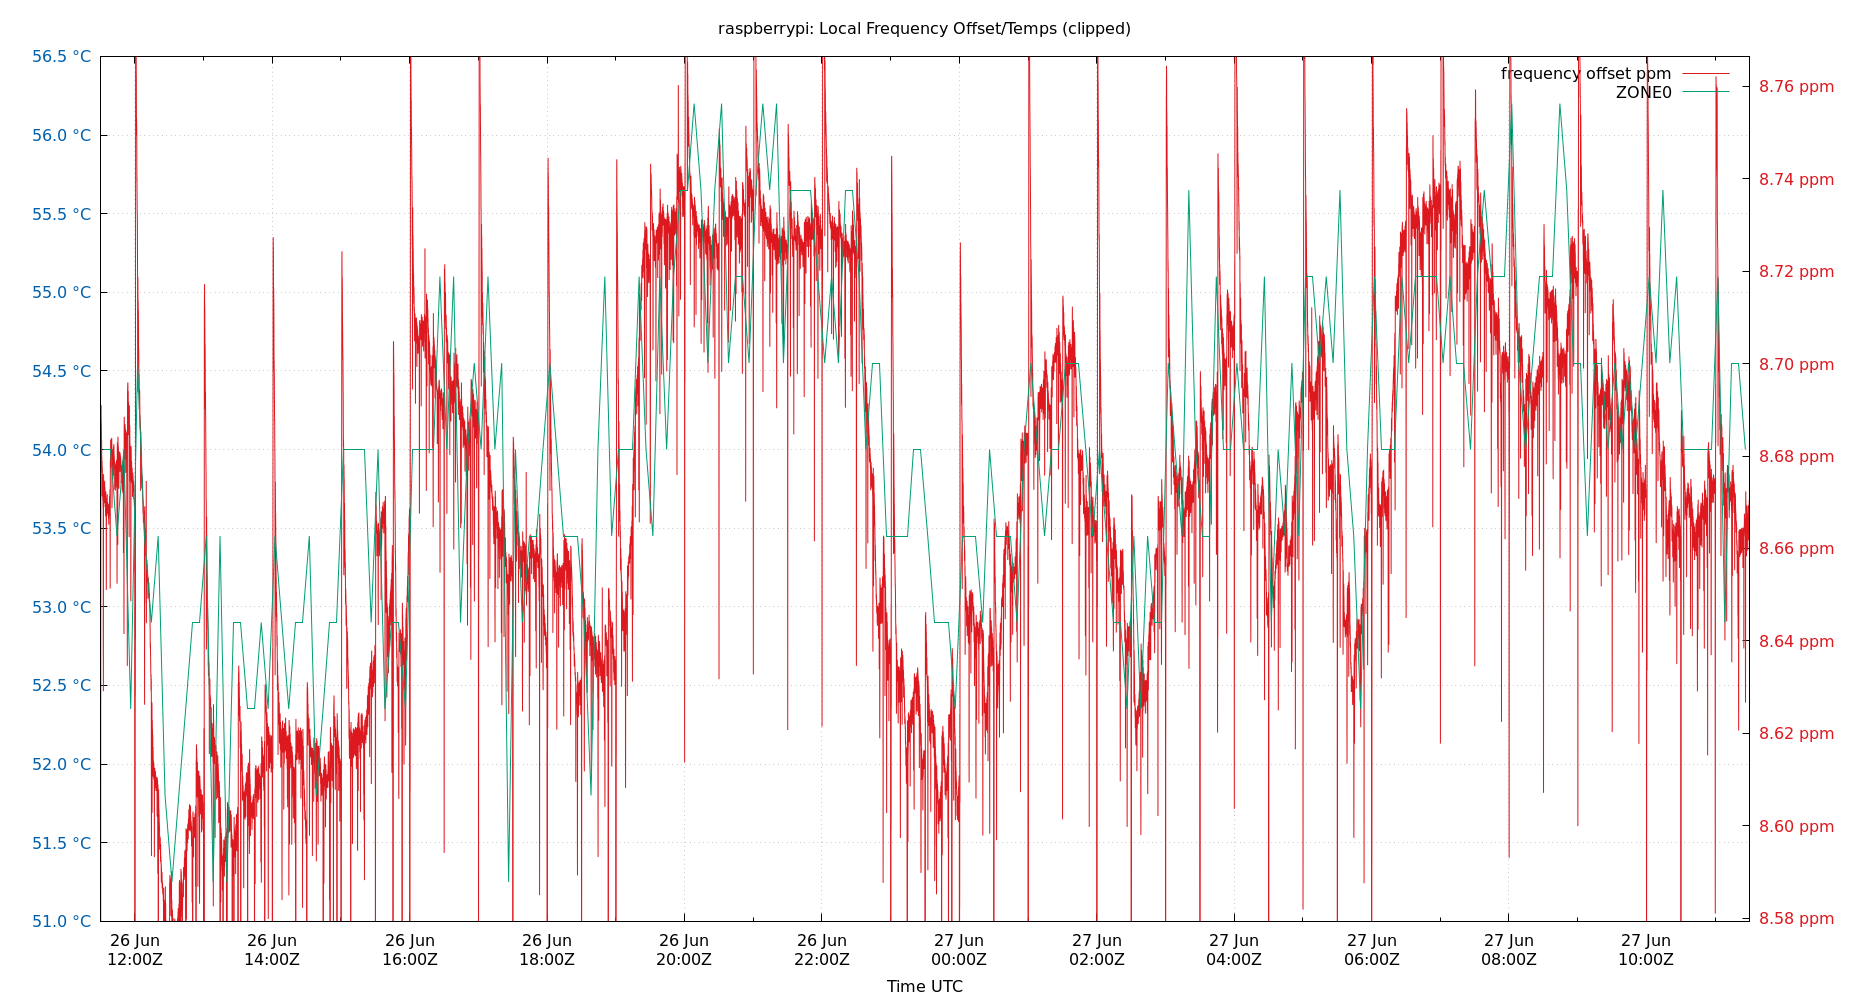 raspberrypi: Local Frequency Offset/Temps (clipped)
frequency offset ppm
ZONE0
56.5 °C
56.0 °C
55.5 °C
55.0 °C
54.5 °C
54.0 °C
53.5 °C
53.0 °C
52.5 °C
52.0 °C
51.5 °C
51.0 °C
8.76 ppm
8.74 ppm
8.72 ppm
8.70 ppm
8.68 ppm
8.66 ppm
8.64 ppm
8.62 ppm
8.60 ppm
8.58 ppm
26 Jun 26 Jun 26 Jun 26 Jun 26 Jun 26 Jun 27 Jun 27 Jun 27 Jun 27 Jun 27 Jun 27 Jun
12:00Z 14:00Z 16:00Z 18:00Z 20:00Z 22:00Z 00:00Z 02:00Z 04:00Z 06:00Z 08:00Z 10:00Z
Time UTC